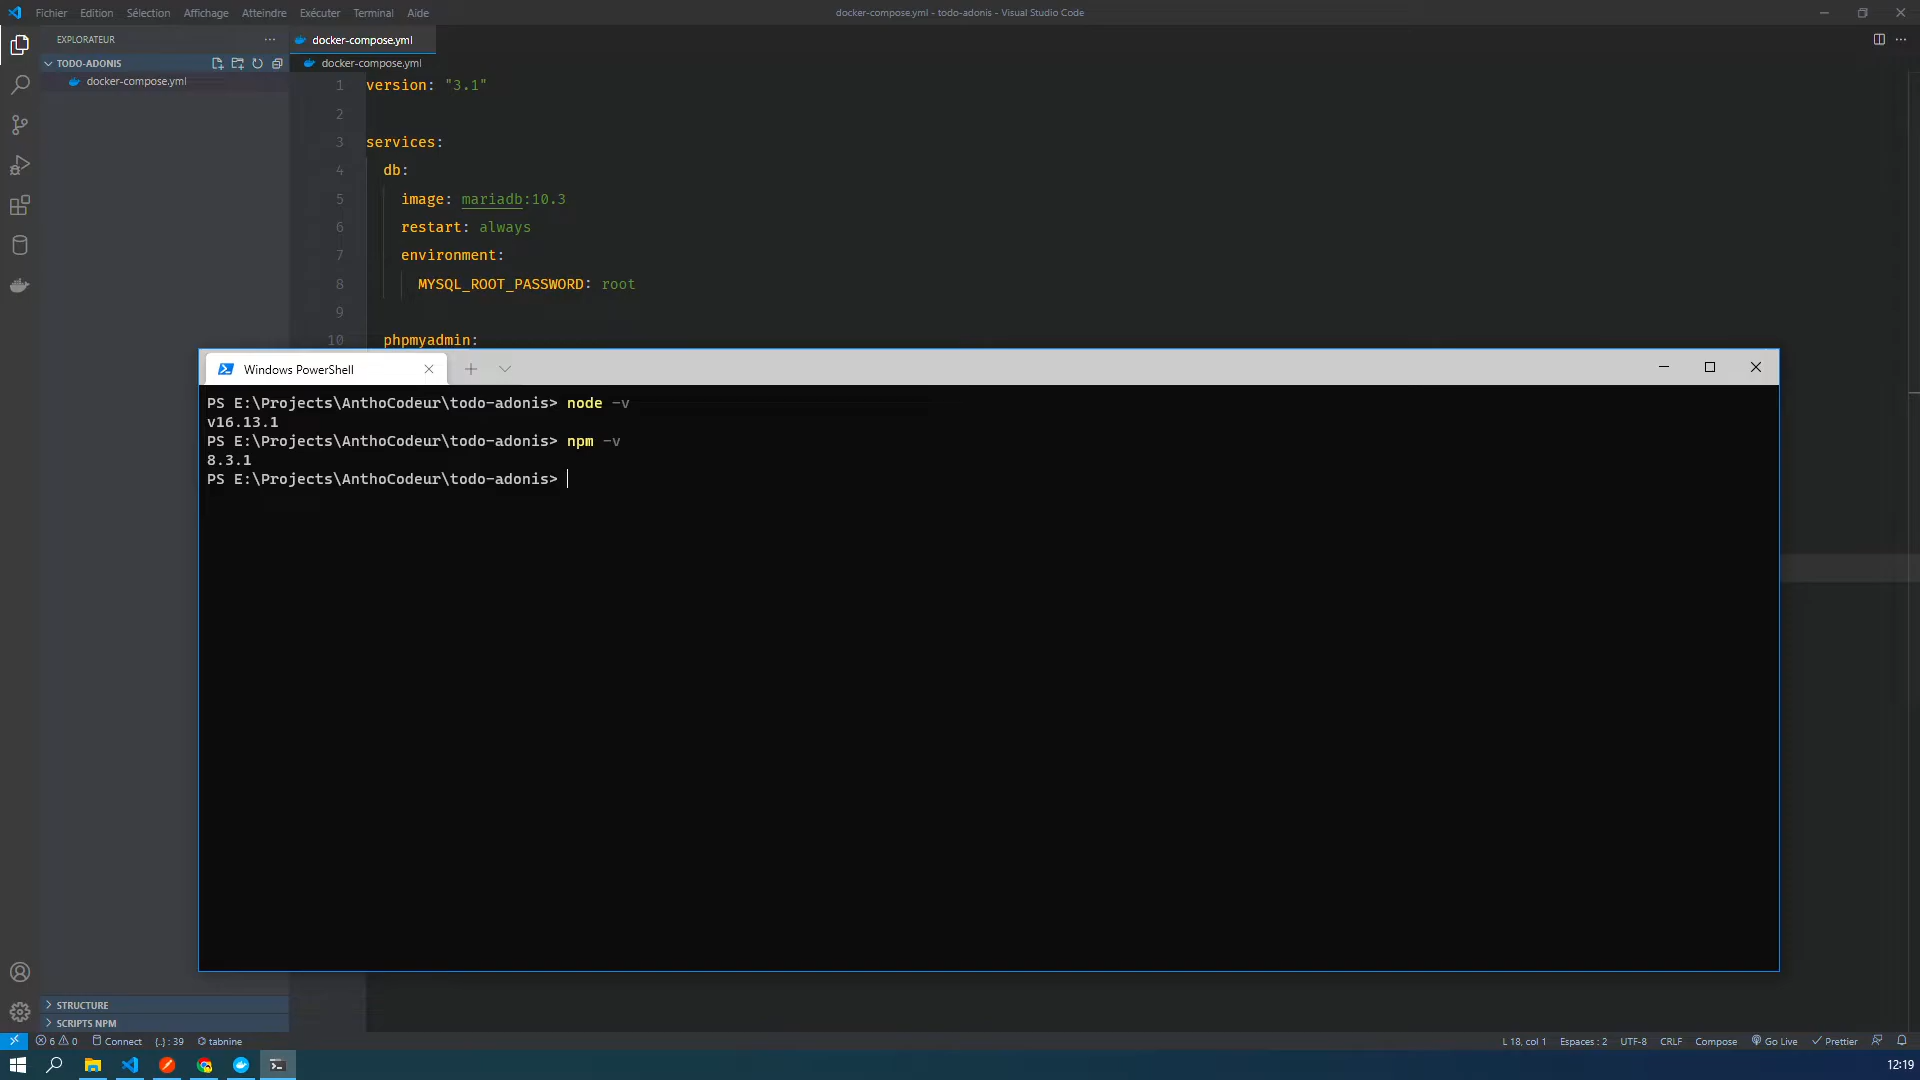 Fichier Edition Sélection Affichage Atteindre Exécuter Terminal Aide
docker-compose.yml - todo-adonis - Visual Studio Code
EXPLORATEUR
TODO-ADONIS
docker-compose.yml
docker-compose.yml
docker-compose.yml
1 version: "3.1"
2
3 services:
4 db:
5 image: mariadb:10.3
6 restart: always
7 environment:
8 MYSQL_ROOT_PASSWORD: root
9
10 phpmyadmin:
Windows PowerShell
PS E:\Projects\AnthoCodeur\todo-adonis> node -v
v16.13.1
PS E:\Projects\AnthoCodeur\todo-adonis> npm -v
8.3.1
PS E:\Projects\AnthoCodeur\todo-adonis>
STRUCTURE
SCRIPTS NPM
6 0 Connect {..} : 39 tabnine
L 18, col 1 Espaces : 2 UTF-8 CRLF Compose Go Live Prettier
12:19